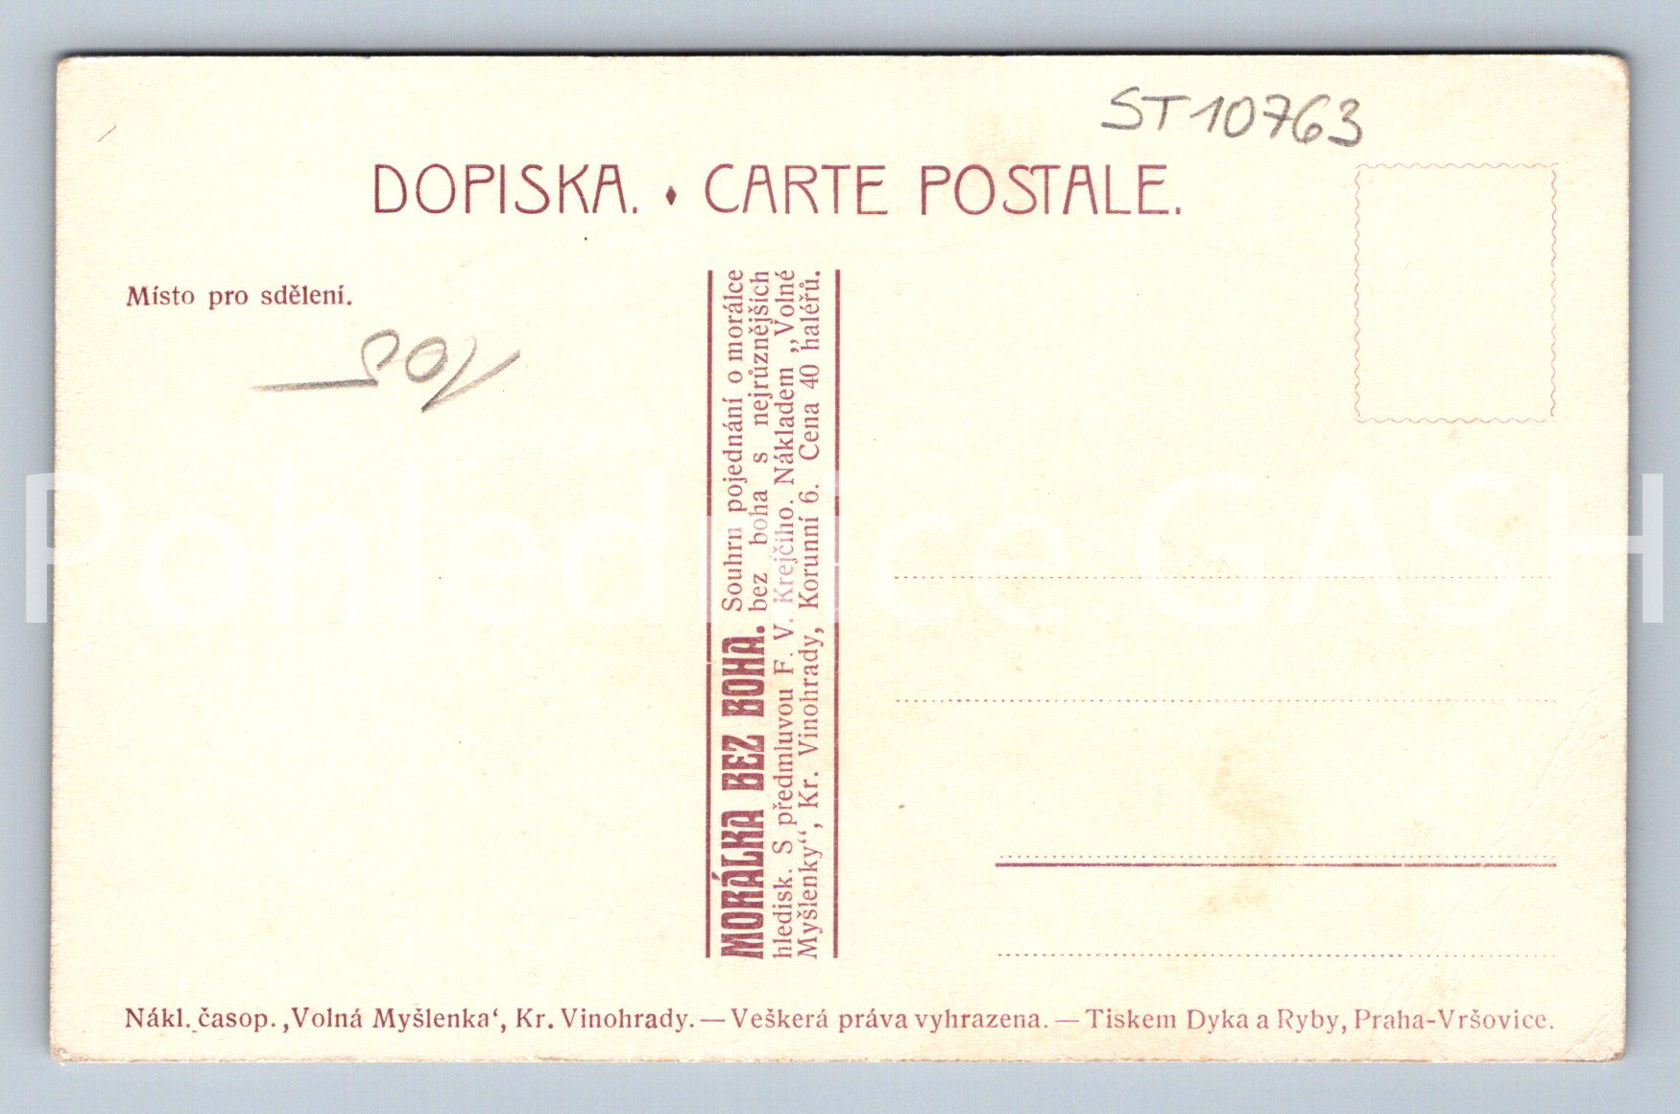 ST10763
DOPISKA. ♦ CARTE POSTALE.
Místo pro sdělení.
MORÁLKA BEZ BOHA. Souhrn pojednání o morálce
bez boha s nejrůznějších
hledisk. S předmluvou F. V. Krejčího. Nákladem „Volné
Myšlenky“, Kr. Vinohrady, Korunní 6. Cena 40 haléřů.
Pohlednice GASH
Nákl. časop. ‚Volná Myšlenka‘, Kr. Vinohrady. — Veškerá práva vyhrazena. — Tiskem Dyka a Ryby, Praha-Vršovice.